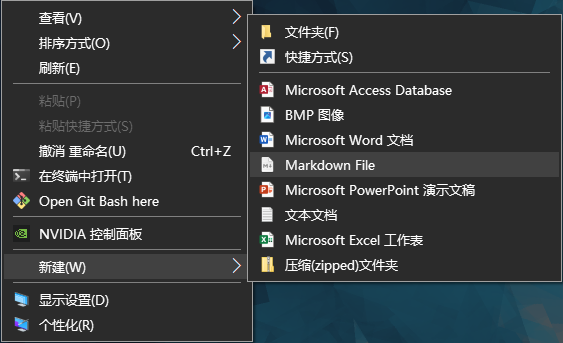 查看(V)
排序方式(O)
刷新(E)
粘贴(P)
粘贴快捷方式(S)
撤消 重命名(U) Ctrl+Z
在终端中打开(T)
Open Git Bash here
NVIDIA 控制面板
新建(W)
显示设置(D)
个性化(R)
文件夹(F)
快捷方式(S)
Microsoft Access Database
BMP 图像
Microsoft Word 文档
Markdown File
Microsoft PowerPoint 演示文稿
文本文档
Microsoft Excel 工作表
压缩(zipped)文件夹